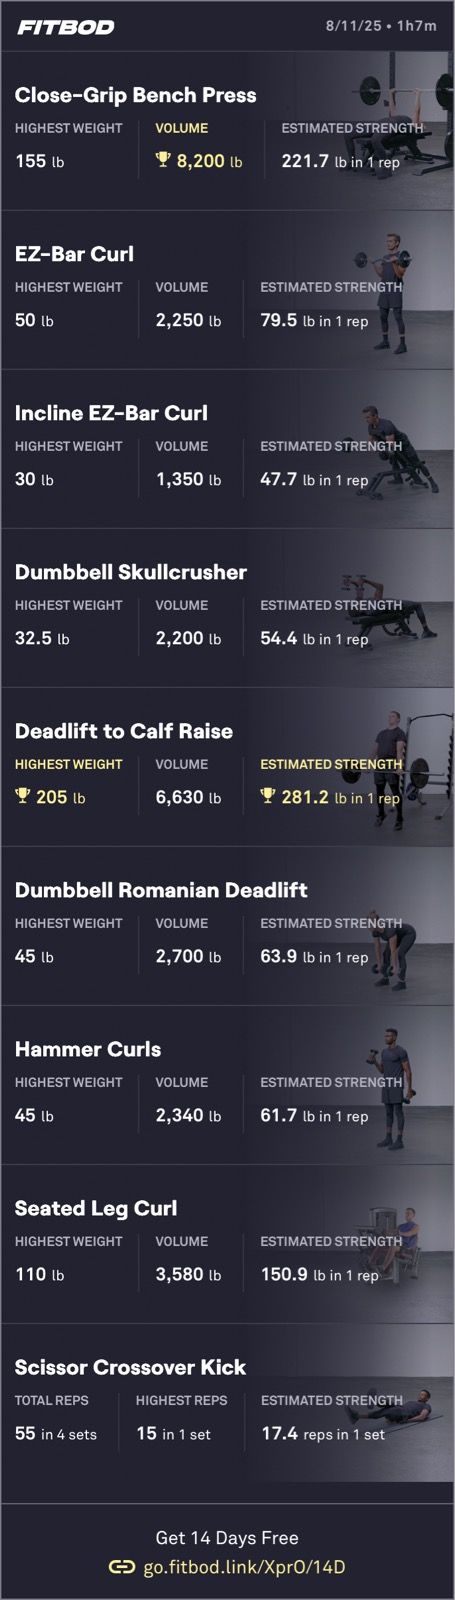 FITBOD
8/11/25 • 1h7m
Close-Grip Bench Press
HIGHEST WEIGHT VOLUME ESTIMATED STRENGTH
155 lb 8,200 lb 221.7 lb in 1 rep
EZ-Bar Curl
HIGHEST WEIGHT VOLUME ESTIMATED STRENGTH
50 lb 2,250 lb 79.5 lb in 1 rep
Incline EZ-Bar Curl
HIGHEST WEIGHT VOLUME ESTIMATED STRENGTH
30 lb 1,350 lb 47.7 lb in 1 rep
Dumbbell Skullcrusher
HIGHEST WEIGHT VOLUME ESTIMATED STRENGTH
32.5 lb 2,200 lb 54.4 lb in 1 rep
Deadlift to Calf Raise
HIGHEST WEIGHT VOLUME ESTIMATED STRENGTH
205 lb 6,630 lb 281.2 lb in 1 rep
Dumbbell Romanian Deadlift
HIGHEST WEIGHT VOLUME ESTIMATED STRENGTH
45 lb 2,700 lb 63.9 lb in 1 rep
Hammer Curls
HIGHEST WEIGHT VOLUME ESTIMATED STRENGTH
45 lb 2,340 lb 61.7 lb in 1 rep
Seated Leg Curl
HIGHEST WEIGHT VOLUME ESTIMATED STRENGTH
110 lb 3,580 lb 150.9 lb in 1 rep
Scissor Crossover Kick
TOTAL REPS HIGHEST REPS ESTIMATED STRENGTH
55 in 4 sets 15 in 1 set 17.4 reps in 1 set
Get 14 Days Free
go.fitbod.link/XprO/14D